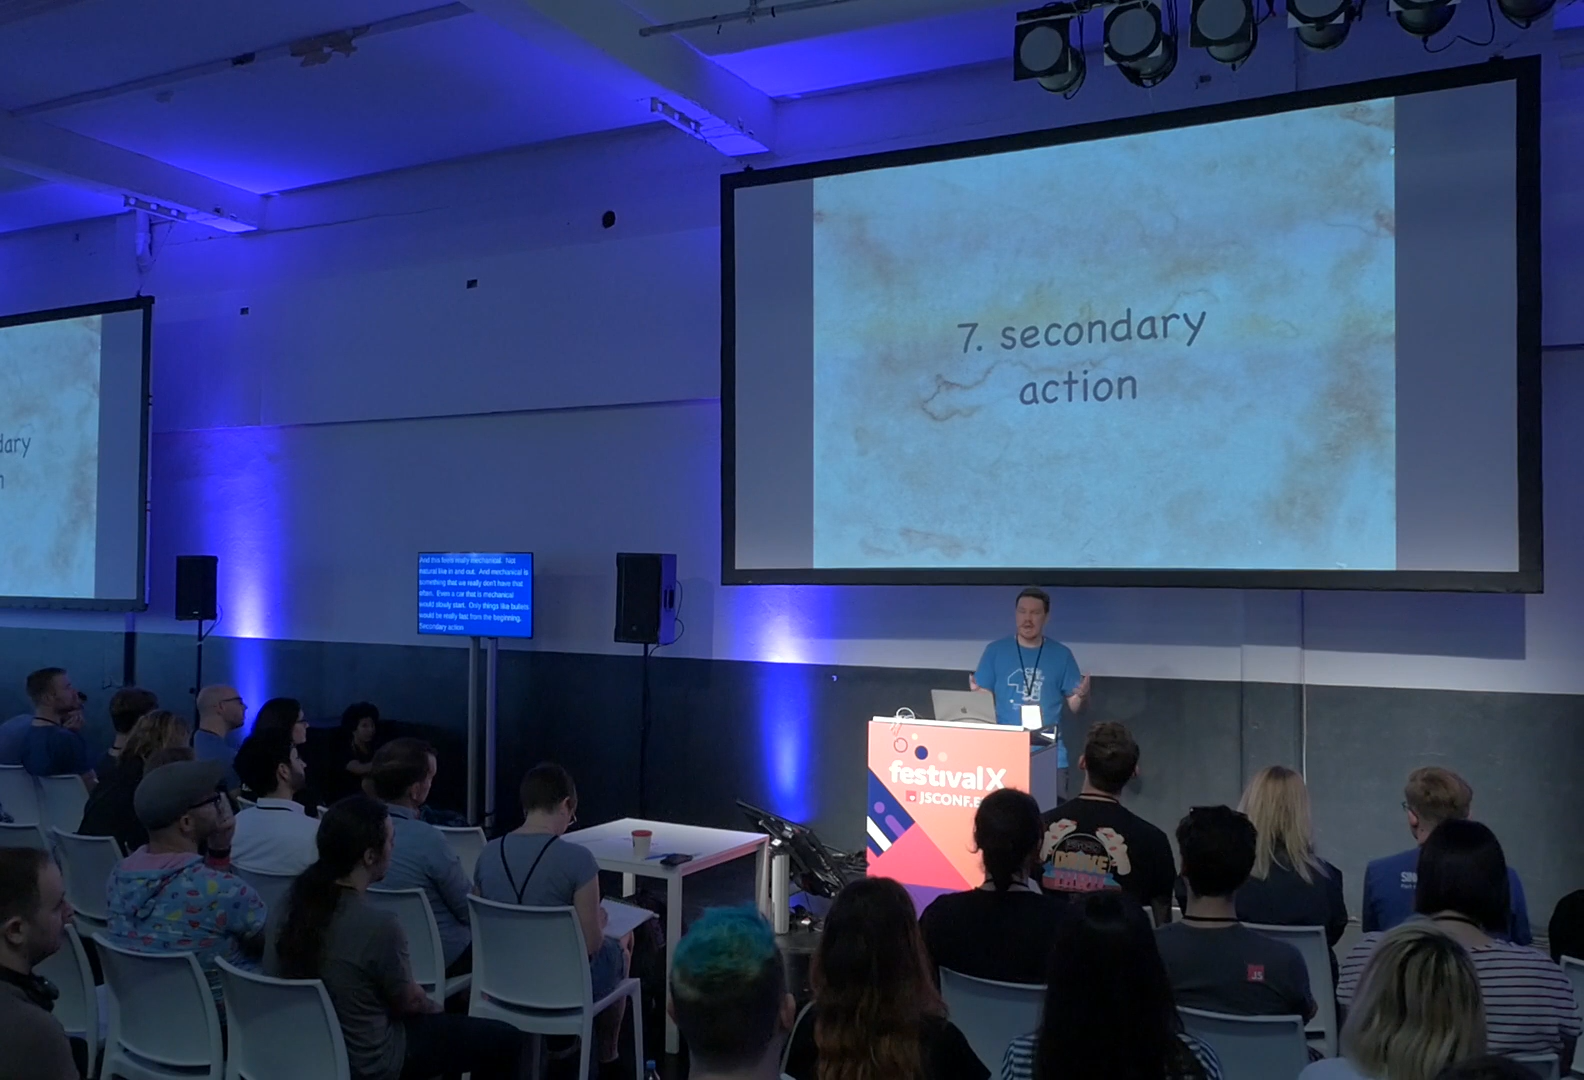 7. secondary
action
dary
n
And this feels really mechanical. Not
natural like in and out. And mechanical is
something that we really don't have that
often. Even a car that is mechanical
would slowly start. Only things like bullets
would be really fast from the beginning.
Secondary action
festival X
JSCONF.E
JS